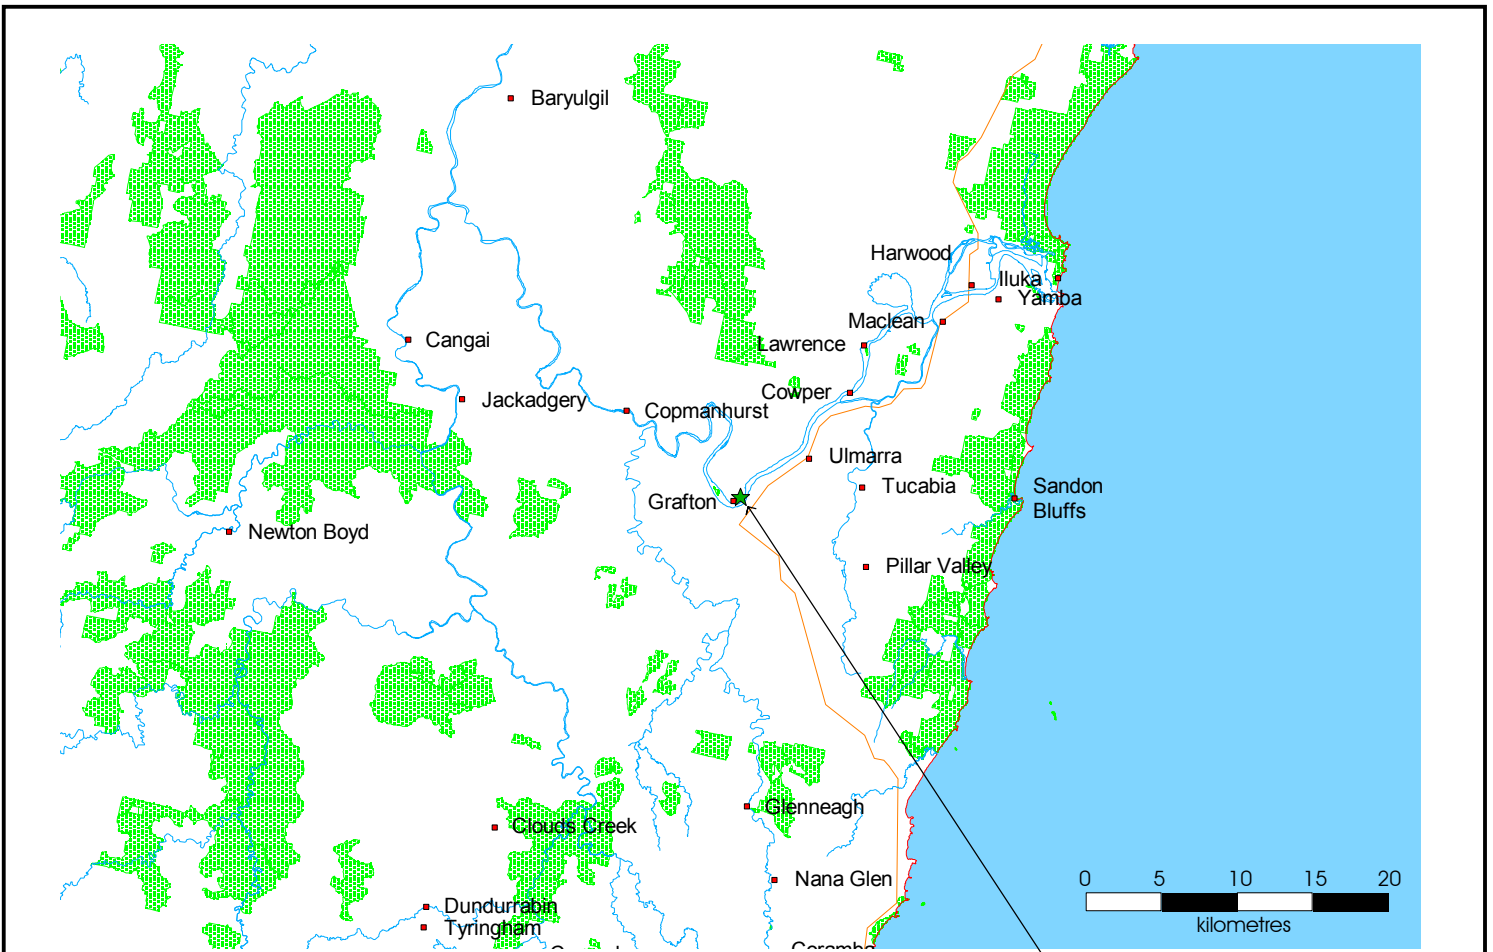 Baryulgil
Harwood
Iluka
Yamba
Maclean
Cangai
Lawrence
Cowper
Jackadgery
Copmanhurst
Ulmarra
Tucabia
Sandon
Bluffs
Grafton
Newton Boyd
Pillar Valley
Glenneagh
Clouds Creek
Nana Glen
0 5 10 15 20
kilometres
Dundurrabin
Tyringham